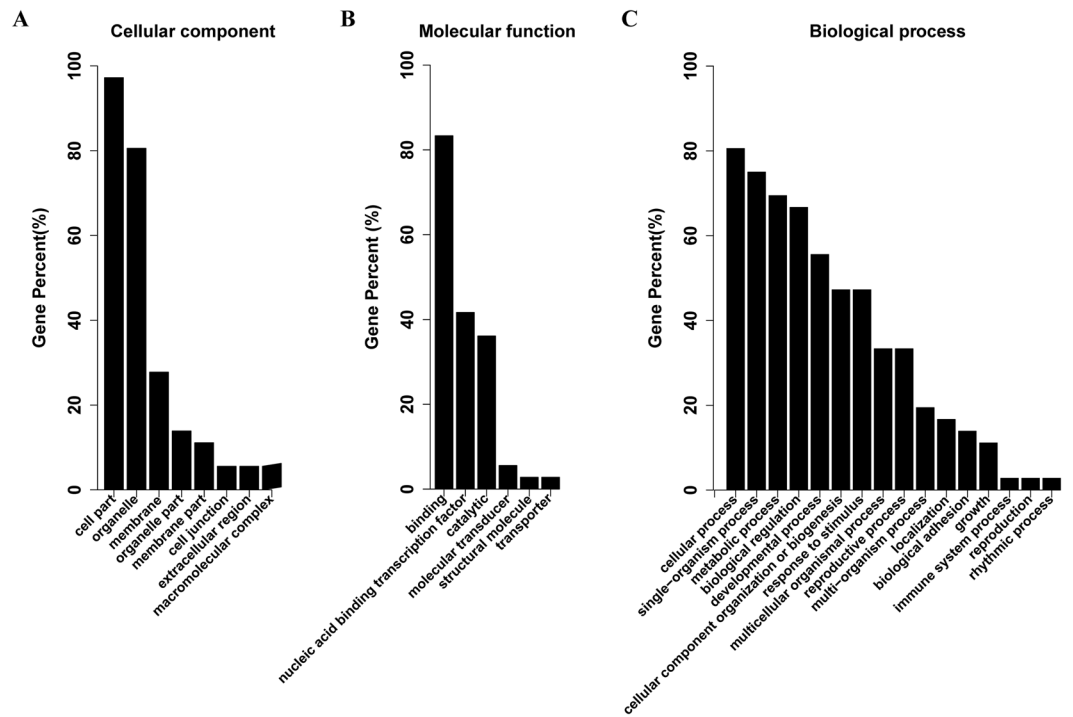 A
Cellular component
Gene Percent(%)
100
80
60
40
20
0
cell part
organelle
membrane
organelle part
membrane part
cell junction
extracellular region
macromolecular complex
B
Molecular function
Gene Percent (%)
100
80
60
40
20
0
binding
nucleic acid binding transcription factor
catalytic
molecular transducer
structural molecule
transporter
C
Biological process
Gene Percent(%)
100
80
60
40
20
0
cellular process
single−organism process
metabolic process
biological regulation
developmental process
cellular component organization or biogenesis
response to stimulus
multicellular organismal process
reproductive process
multi−organism process
localization
biological adhesion
growth
immune system process
reproduction
rhythmic process